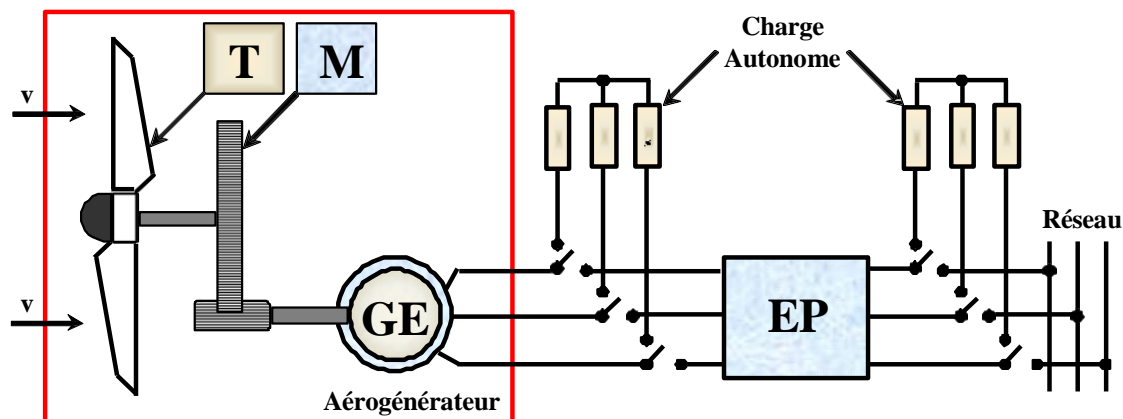 T
M
Charge
Autonome
v
Réseau
v
GE
EP
Aérogénérateur